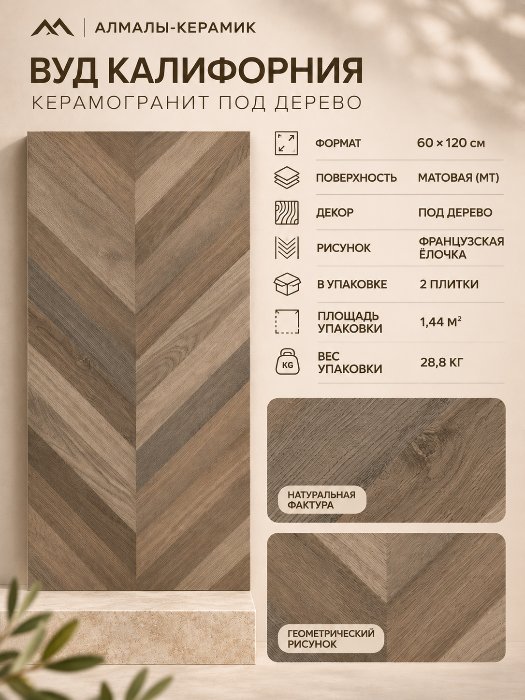 АЛМАЛЫ-КЕРАМИК
ВУД КАЛИФОРНИЯ
КЕРАМОГРАНИТ ПОД ДЕРЕВО
ФОРМАТ 60 × 120 см
ПОВЕРХНОСТЬ МАТОВАЯ (МТ)
ДЕКОР ПОД ДЕРЕВО
РИСУНОК ФРАНЦУЗСКАЯ
ЁЛОЧКА
В УПАКОВКЕ 2 ПЛИТКИ
ПЛОЩАДЬ
УПАКОВКИ 1,44 М²
KG
ВЕС
УПАКОВКИ 28,8 КГ
НАТУРАЛЬНАЯ
ФАКТУРА
ГЕОМЕТРИЧЕСКИЙ
РИСУНОК